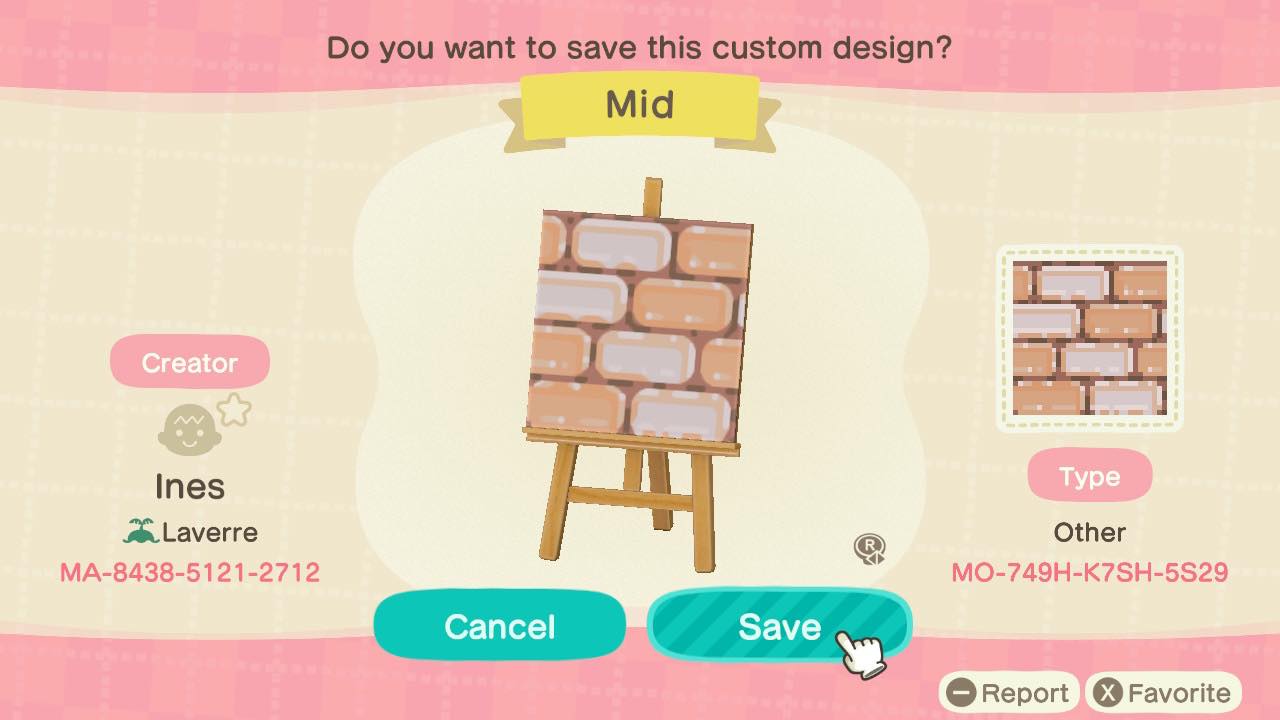 Do you want to save this custom design?
Mid
Creator
Ines
Laverre
MA-8438-5121-2712
Type
Other
MO-749H-K7SH-5S29
R
Cancel
Save
Report
X Favorite